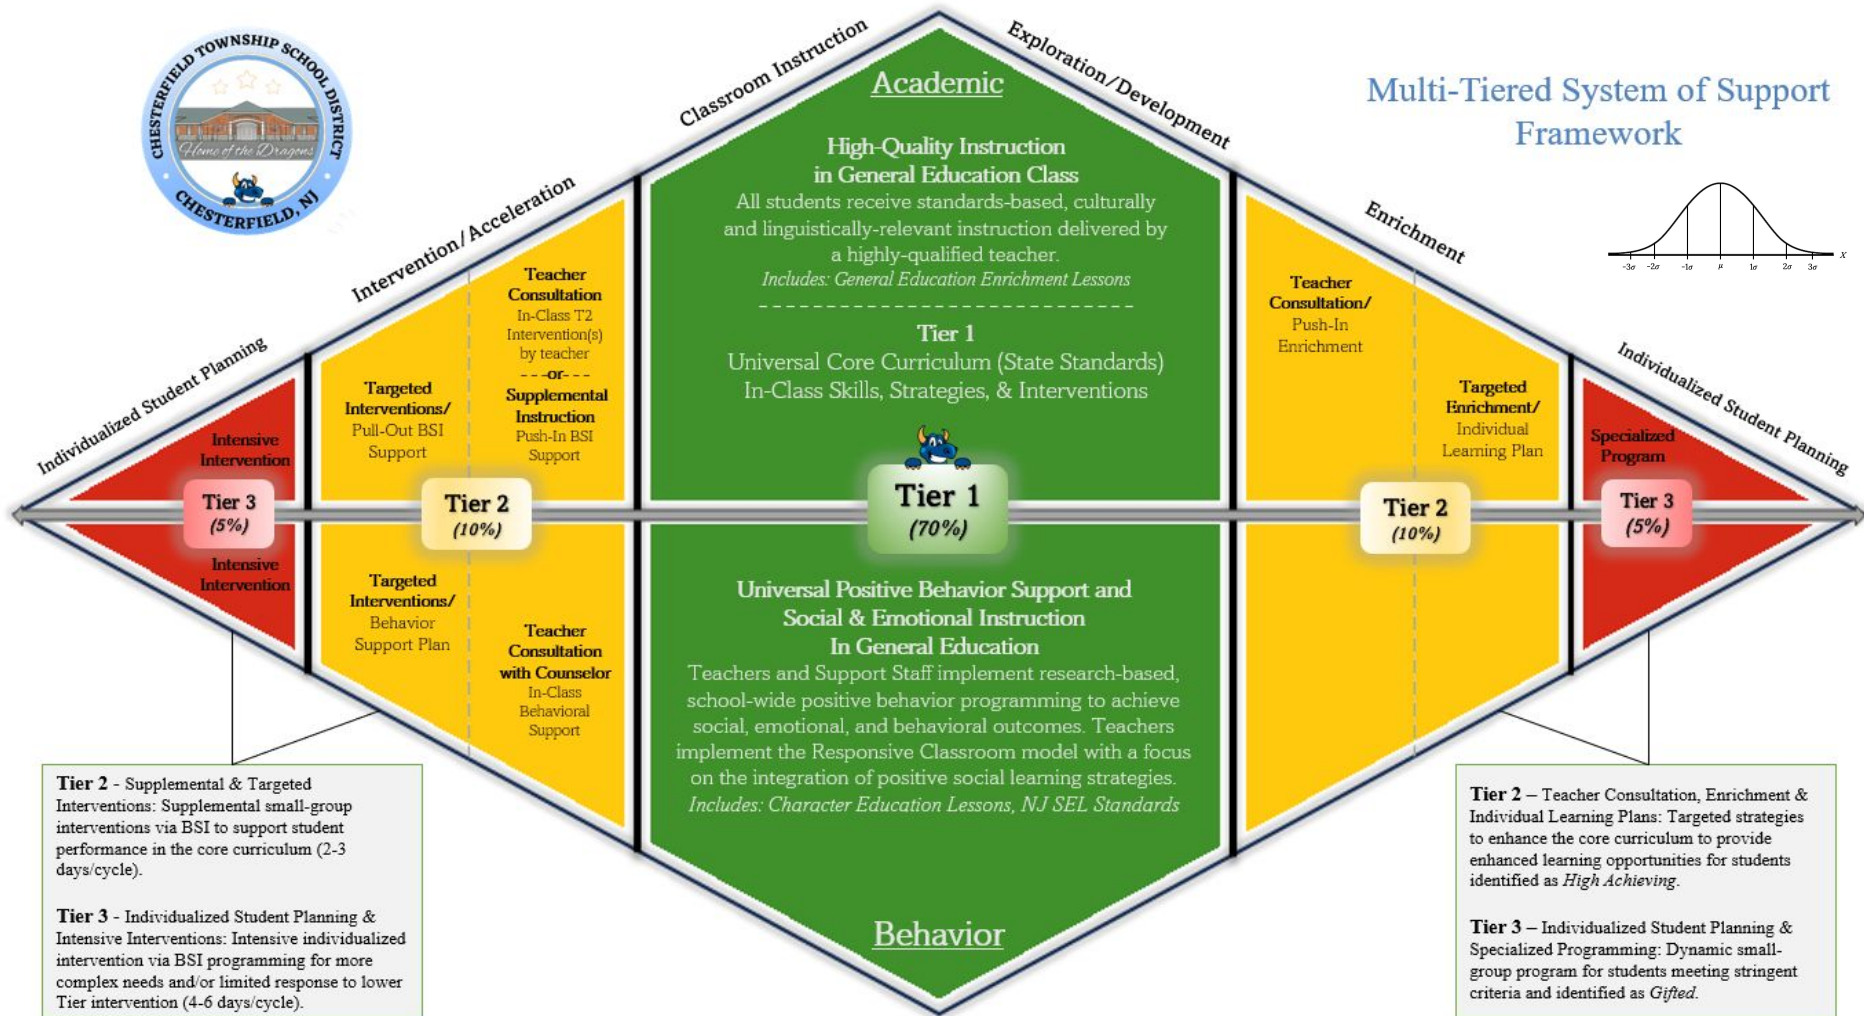 CHESTERFIELD TOWNSHIP SCHOOL DISTRICT
Home of the Dragons
CHESTERFIELD, NJ
Multi-Tiered System of Support
Framework
-3σ -2σ -1σ μ 1σ 2σ 3σ X
Individualized Student Planning
Intervention/Acceleration
Classroom Instruction
Exploration/Development
Enrichment
Individualized Student Planning
Academic
High-Quality Instruction
in General Education Class
All students receive standards-based, culturally
and linguistically-relevant instruction delivered by
a highly-qualified teacher.
Includes: General Education Enrichment Lessons
Tier 1
Universal Core Curriculum (State Standards)
In-Class Skills, Strategies, & Interventions
Intensive
Intervention
Targeted
Interventions/
Pull-Out BSI
Support
Teacher
Consultation
In-Class T2
Intervention(s)
by teacher
---or---
Supplemental
Instruction
Push-In BSI
Support
Teacher
Consultation/
Push-In
Enrichment
Targeted
Enrichment/
Individual
Learning Plan
Specialized
Program
Tier 3
(5%)
Tier 2
(10%)
Tier 1
(70%)
Tier 2
(10%)
Tier 3
(5%)
Intensive
Intervention
Targeted
Interventions/
Behavior
Support Plan
Teacher
Consultation
with Counselor
In-Class
Behavioral
Support
Universal Positive Behavior Support and
Social & Emotional Instruction
In General Education
Teachers and Support Staff implement research-based,
school-wide positive behavior programming to achieve
social, emotional, and behavioral outcomes. Teachers
implement the Responsive Classroom model with a focus
on the integration of positive social learning strategies.
Includes: Character Education Lessons, NJ SEL Standards
Behavior
Tier 2 - Supplemental & Targeted
Interventions: Supplemental small-group
interventions via BSI to support student
performance in the core curriculum (2-3
days/cycle).
Tier 3 - Individualized Student Planning &
Intensive Interventions: Intensive individualized
intervention via BSI programming for more
complex needs and/or limited response to lower
Tier intervention (4-6 days/cycle).
Tier 2 – Teacher Consultation, Enrichment &
Individual Learning Plans: Targeted strategies
to enhance the core curriculum to provide
enhanced learning opportunities for students
identified as High Achieving.
Tier 3 – Individualized Student Planning &
Specialized Programming: Dynamic small-
group program for students meeting stringent
criteria and identified as Gifted.